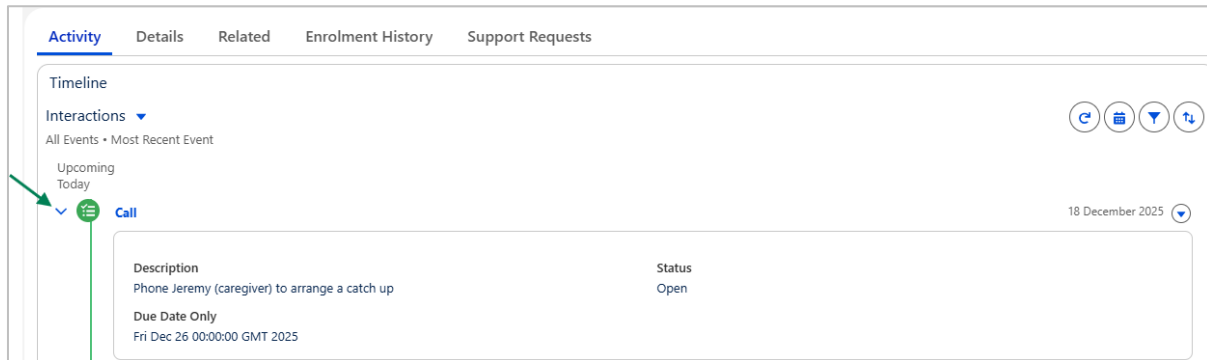 Activity Details Related Enrolment History Support Requests
Timeline
Interactions
All Events • Most Recent Event
Upcoming
Today
Call 18 December 2025
Description Status
Phone Jeremy (caregiver) to arrange a catch up Open
Due Date Only
Fri Dec 26 00:00:00 GMT 2025